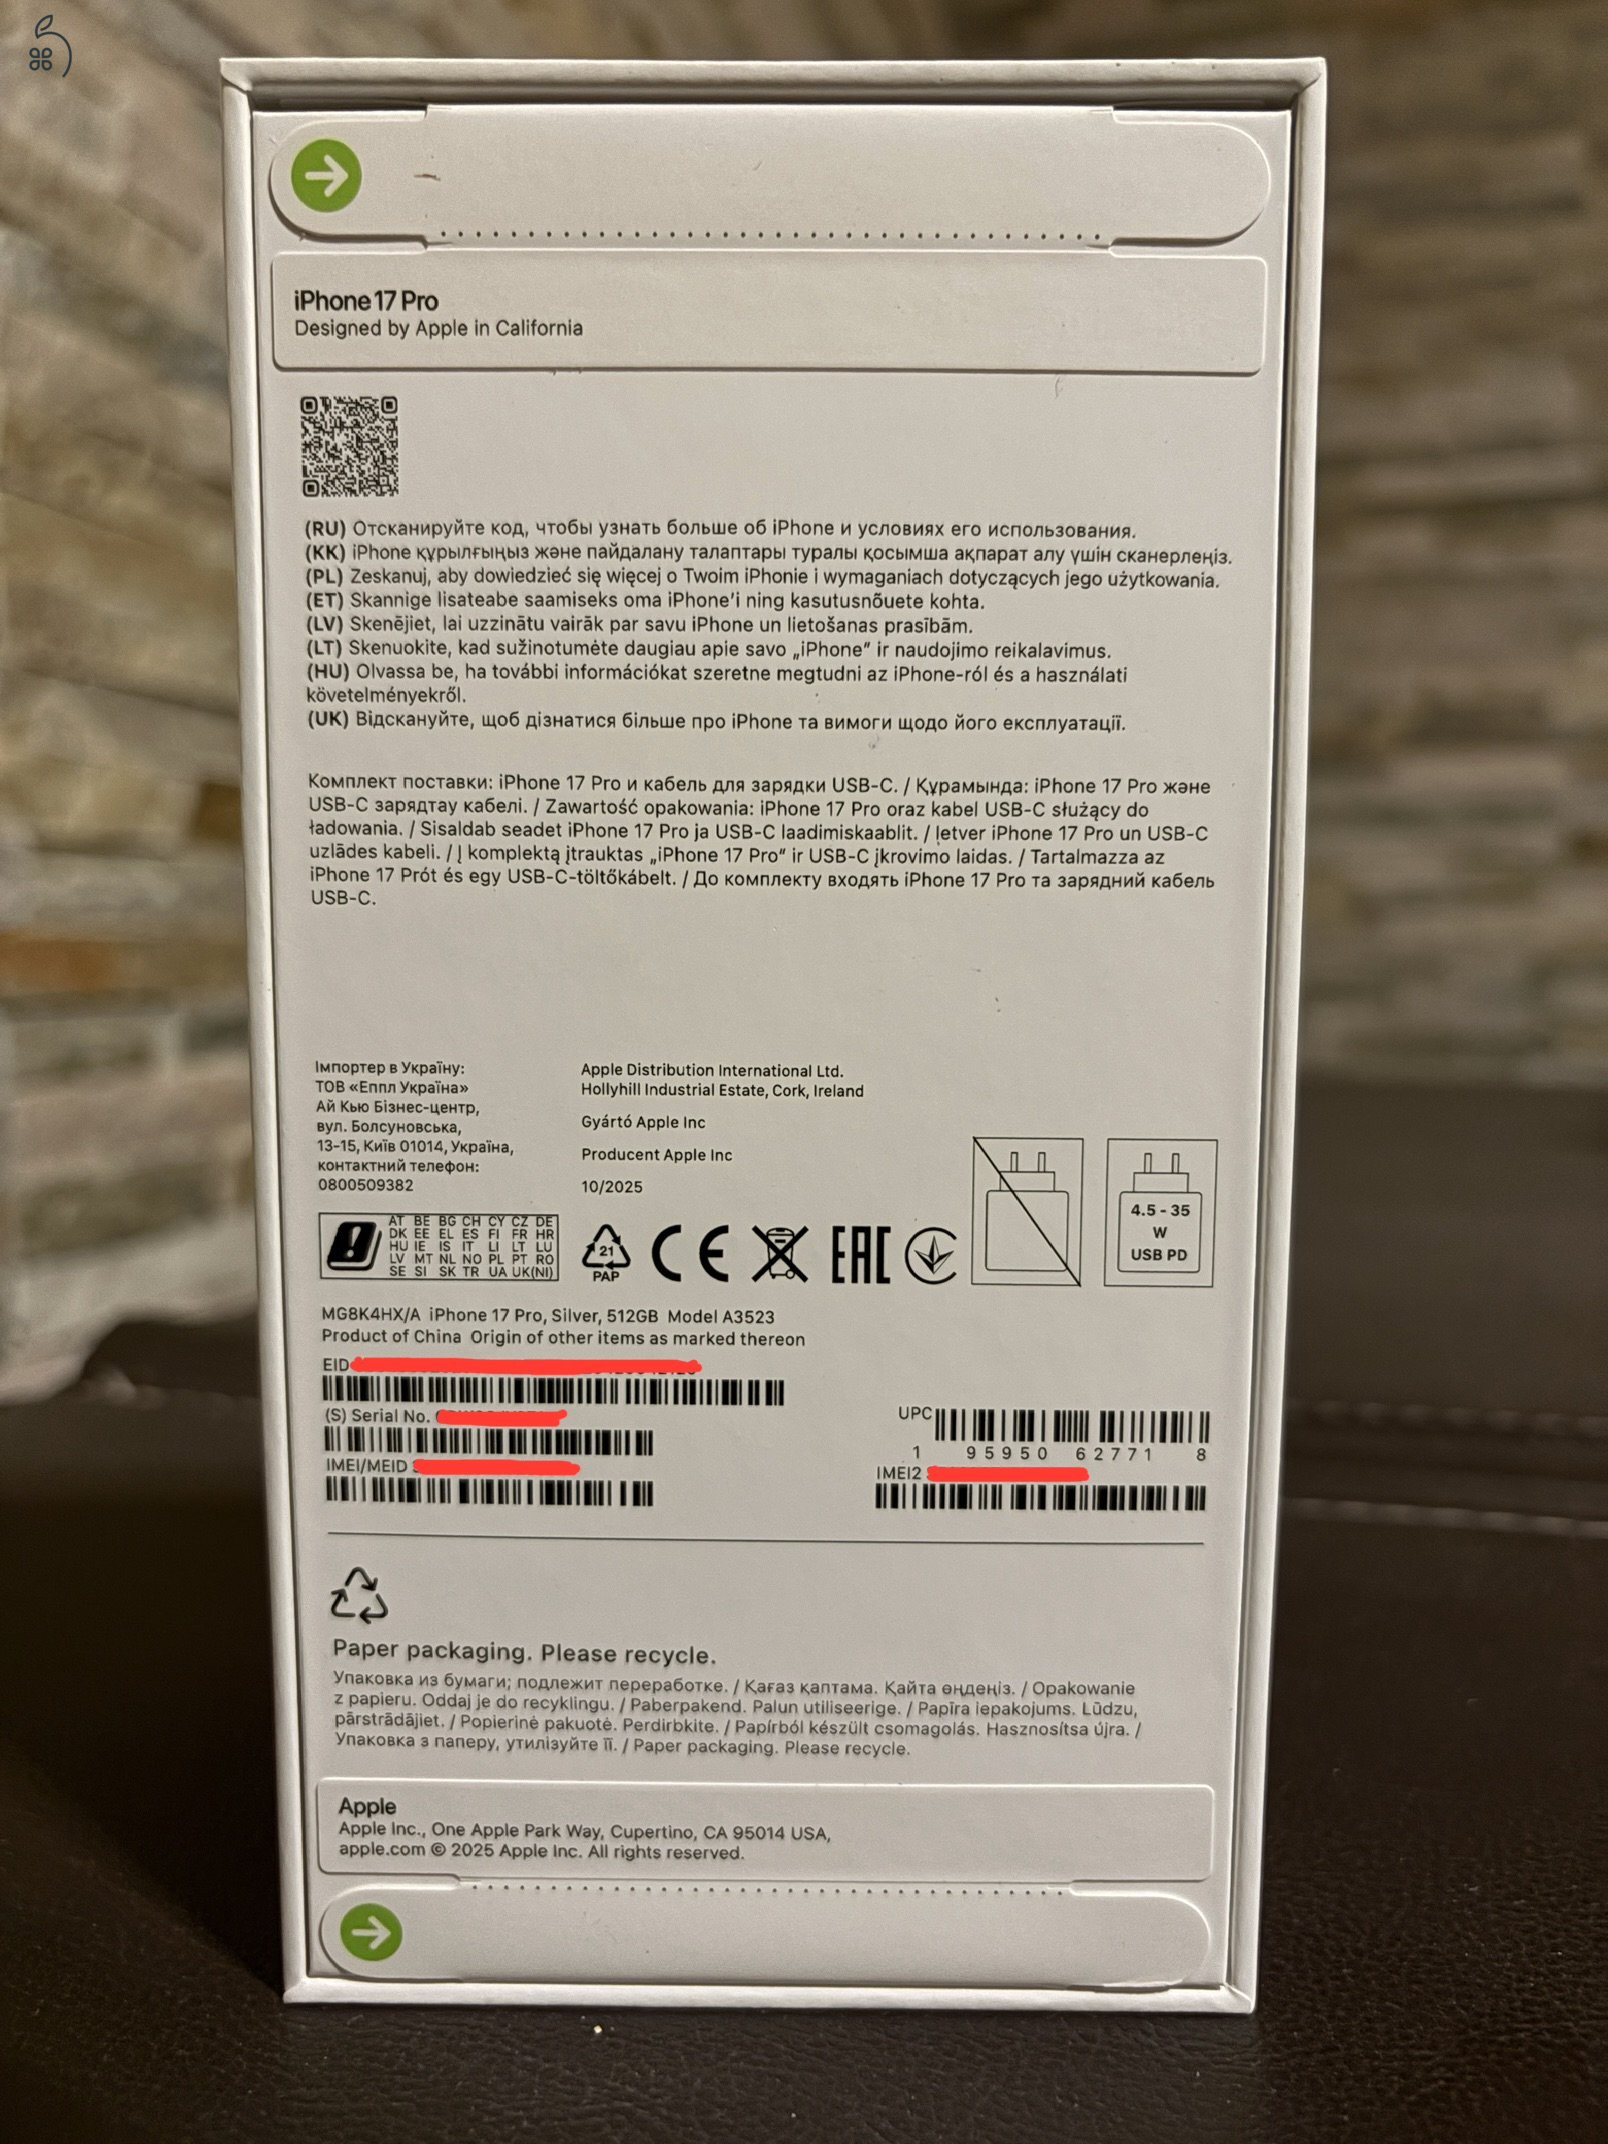 iPhone 17 Pro
Designed by Apple in California
(RU) Отсканируйте код, чтобы узнать больше об iPhone и условиях его использования.
(KK) iPhone құрылғыңыз және пайдалану талаптары туралы қосымша ақпарат алу үшін сканерлеңіз.
(PL) Zeskanuj, aby dowiedzieć się więcej o Twoim iPhonie i wymaganiach dotyczących jego użytkowania.
(ET) Skannige lisateabe saamiseks oma iPhone’i ning kasutusnõuete kohta.
(LV) Skenējiet, lai uzzinātu vairāk par savu iPhone un lietošanas prasībām.
(LT) Skenuokite, kad sužinotumėte daugiau apie savo „iPhone” ir naudojimo reikalavimus.
(HU) Olvassa be, ha további információkat szeretne megtudni az iPhone-ról és a használati
követelményekről.
(UK) Відскануйте, щоб дізнатися більше про iPhone та вимоги щодо його експлуатації.
Комплект поставки: iPhone 17 Pro и кабель для зарядки USB-C. / Құрамында: iPhone 17 Pro және
USB-C зарядтау кабелі. / Zawartość opakowania: iPhone 17 Pro oraz kabel USB-C służący do
ładowania. / Sisaldab seadet iPhone 17 Pro ja USB-C laadimiskaablit. / Ietver iPhone 17 Pro un USB-C
uzlādes kabeli. / Į komplektą įtrauktas „iPhone 17 Pro“ ir USB-C įkrovimo laidas. / Tartalmazza az
iPhone 17 Prót és egy USB-C-töltőkábelt. / До комплекту входять iPhone 17 Pro та зарядний кабель
USB-C.
Імпортер в Україну:
ТОВ «Еппл Україна»
Ай Кью Бізнес-центр,
вул. Болсуновська,
13-15, Київ 01014, Україна,
контактний телефон:
0800509382
Apple Distribution International Ltd.
Hollyhill Industrial Estate, Cork, Ireland
Gyártó Apple Inc
Producent Apple Inc
10/2025
4.5 - 35
W
USB PD
AT BE BG CH CY CZ DE
DK EE EL ES FI FR HR
HU IE IS IT LI LT LU
LV MT NL NO PL PT RO
SE SI SK TR UA UK(NI)
21
PAP
CE
EAC
MG8K4HX/A iPhone 17 Pro, Silver, 512GB Model A3523
Product of China Origin of other items as marked thereon
EID
(S) Serial No.
IMEI/MEID
UPC
1 95950 62771 8
IMEI2
Paper packaging. Please recycle.
Упаковка из бумаги; подлежит переработке. / Қағаз қаптама. Қайта өңдеңіз. / Opakowanie
z papieru. Oddaj je do recyklingu. / Paberpakend. Palun utiliseerige. / Papīra iepakojums. Lūdzu,
pārstrādājiet. / Popierinė pakuotė. Perdirbkite. / Papírból készült csomagolás. Hasznosítsa újra. /
Упаковка з паперу, утилізуйте її. / Paper packaging. Please recycle.
Apple
Apple Inc., One Apple Park Way, Cupertino, CA 95014 USA,
apple.com © 2025 Apple Inc. All rights reserved.